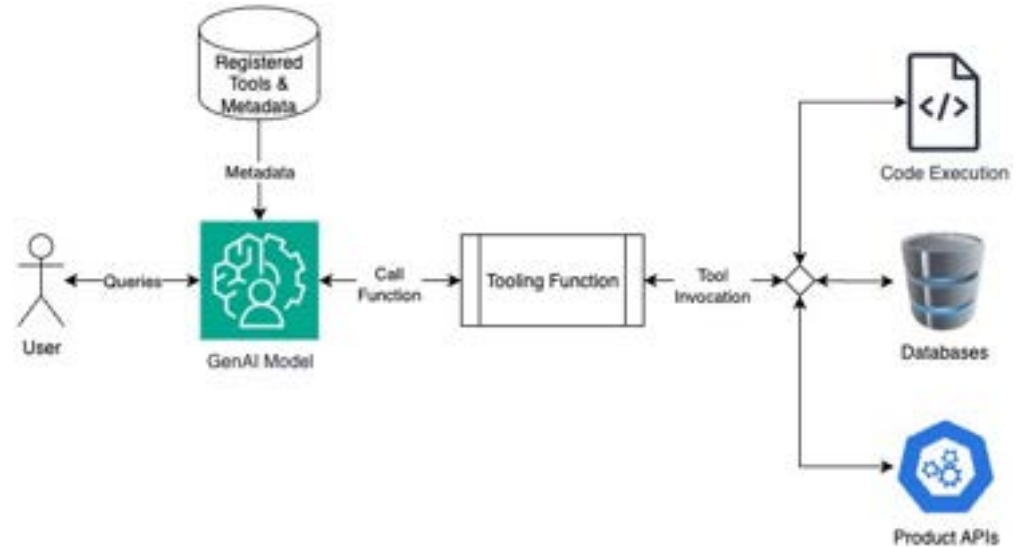 Registered
Tools &
Metadata
Metadata
</>
Code Execution
Queries
Call
Function
Tooling Function
Tool
Invocation
User
GenAI Model
Databases
Product APIs